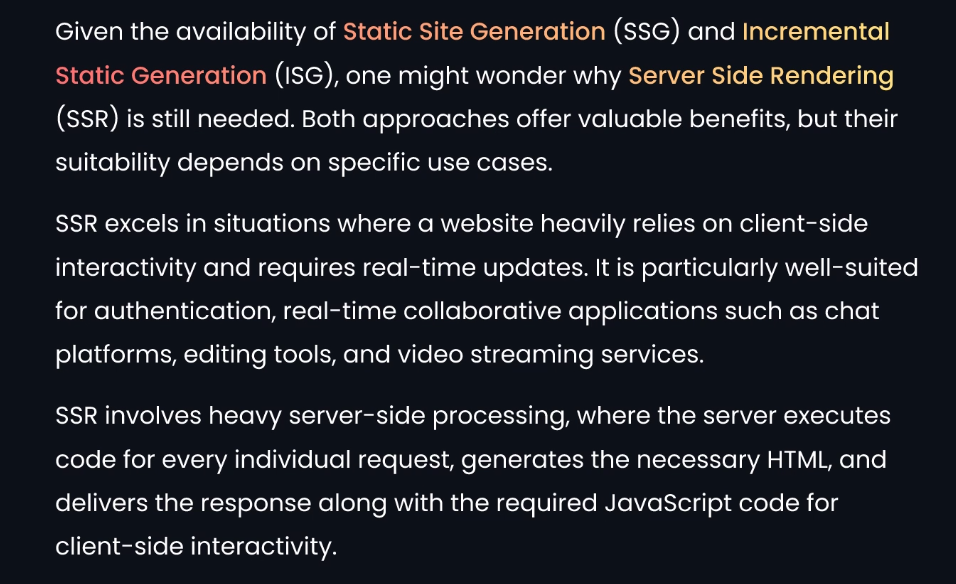 Given the availability of Static Site Generation (SSG) and Incremental
Static Generation (ISG), one might wonder why Server Side Rendering
(SSR) is still needed. Both approaches offer valuable benefits, but their
suitability depends on specific use cases.
SSR excels in situations where a website heavily relies on client-side
interactivity and requires real-time updates. It is particularly well-suited
for authentication, real-time collaborative applications such as chat
platforms, editing tools, and video streaming services.
SSR involves heavy server-side processing, where the server executes
code for every individual request, generates the necessary HTML, and
delivers the response along with the required JavaScript code for
client-side interactivity.